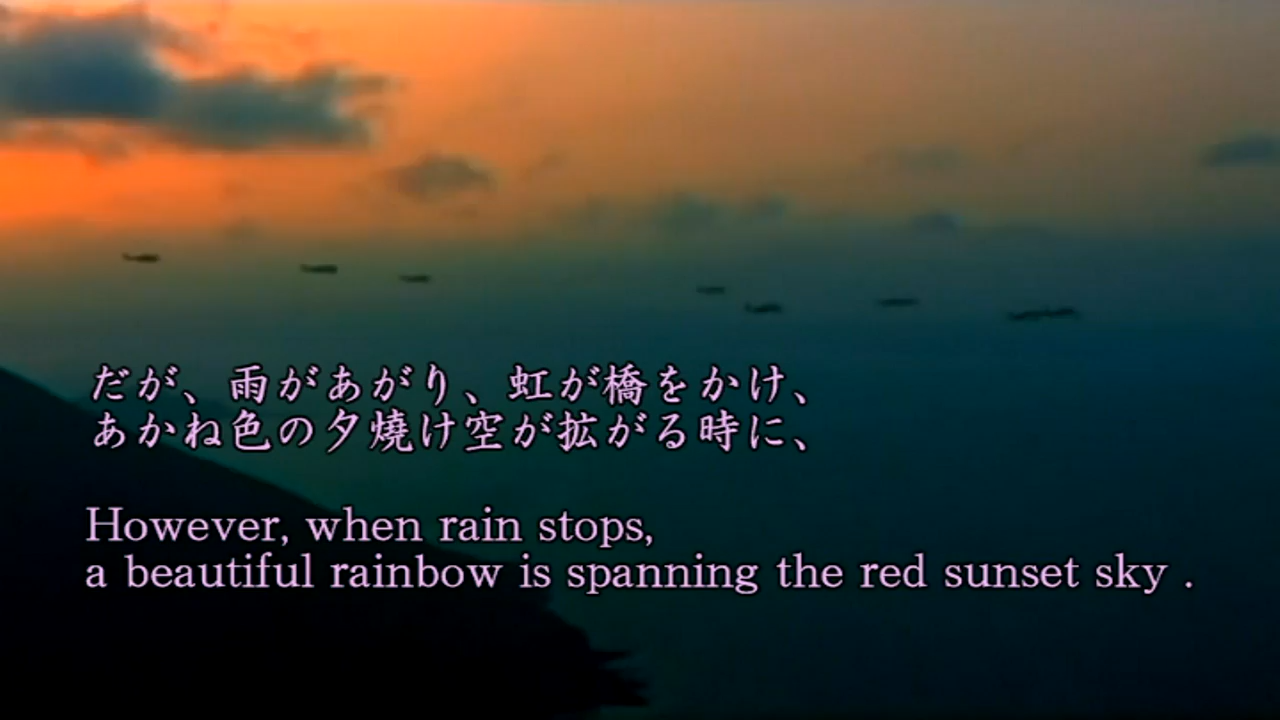 だが、雨があがり、虹が橋をかけ、
あかね色の夕燒け空が拡がる時に、
However, when rain stops,
a beautiful rainbow is spanning the red sunset sky .